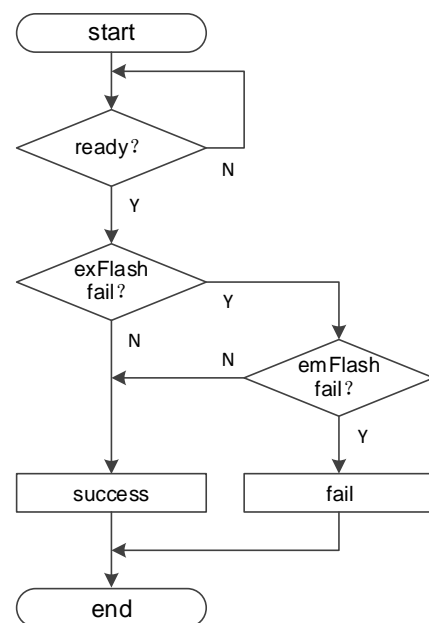 start
ready?
N
Y
exFlash
fail?
Y
N
N
emFlash
fail?
Y
success
fail
end